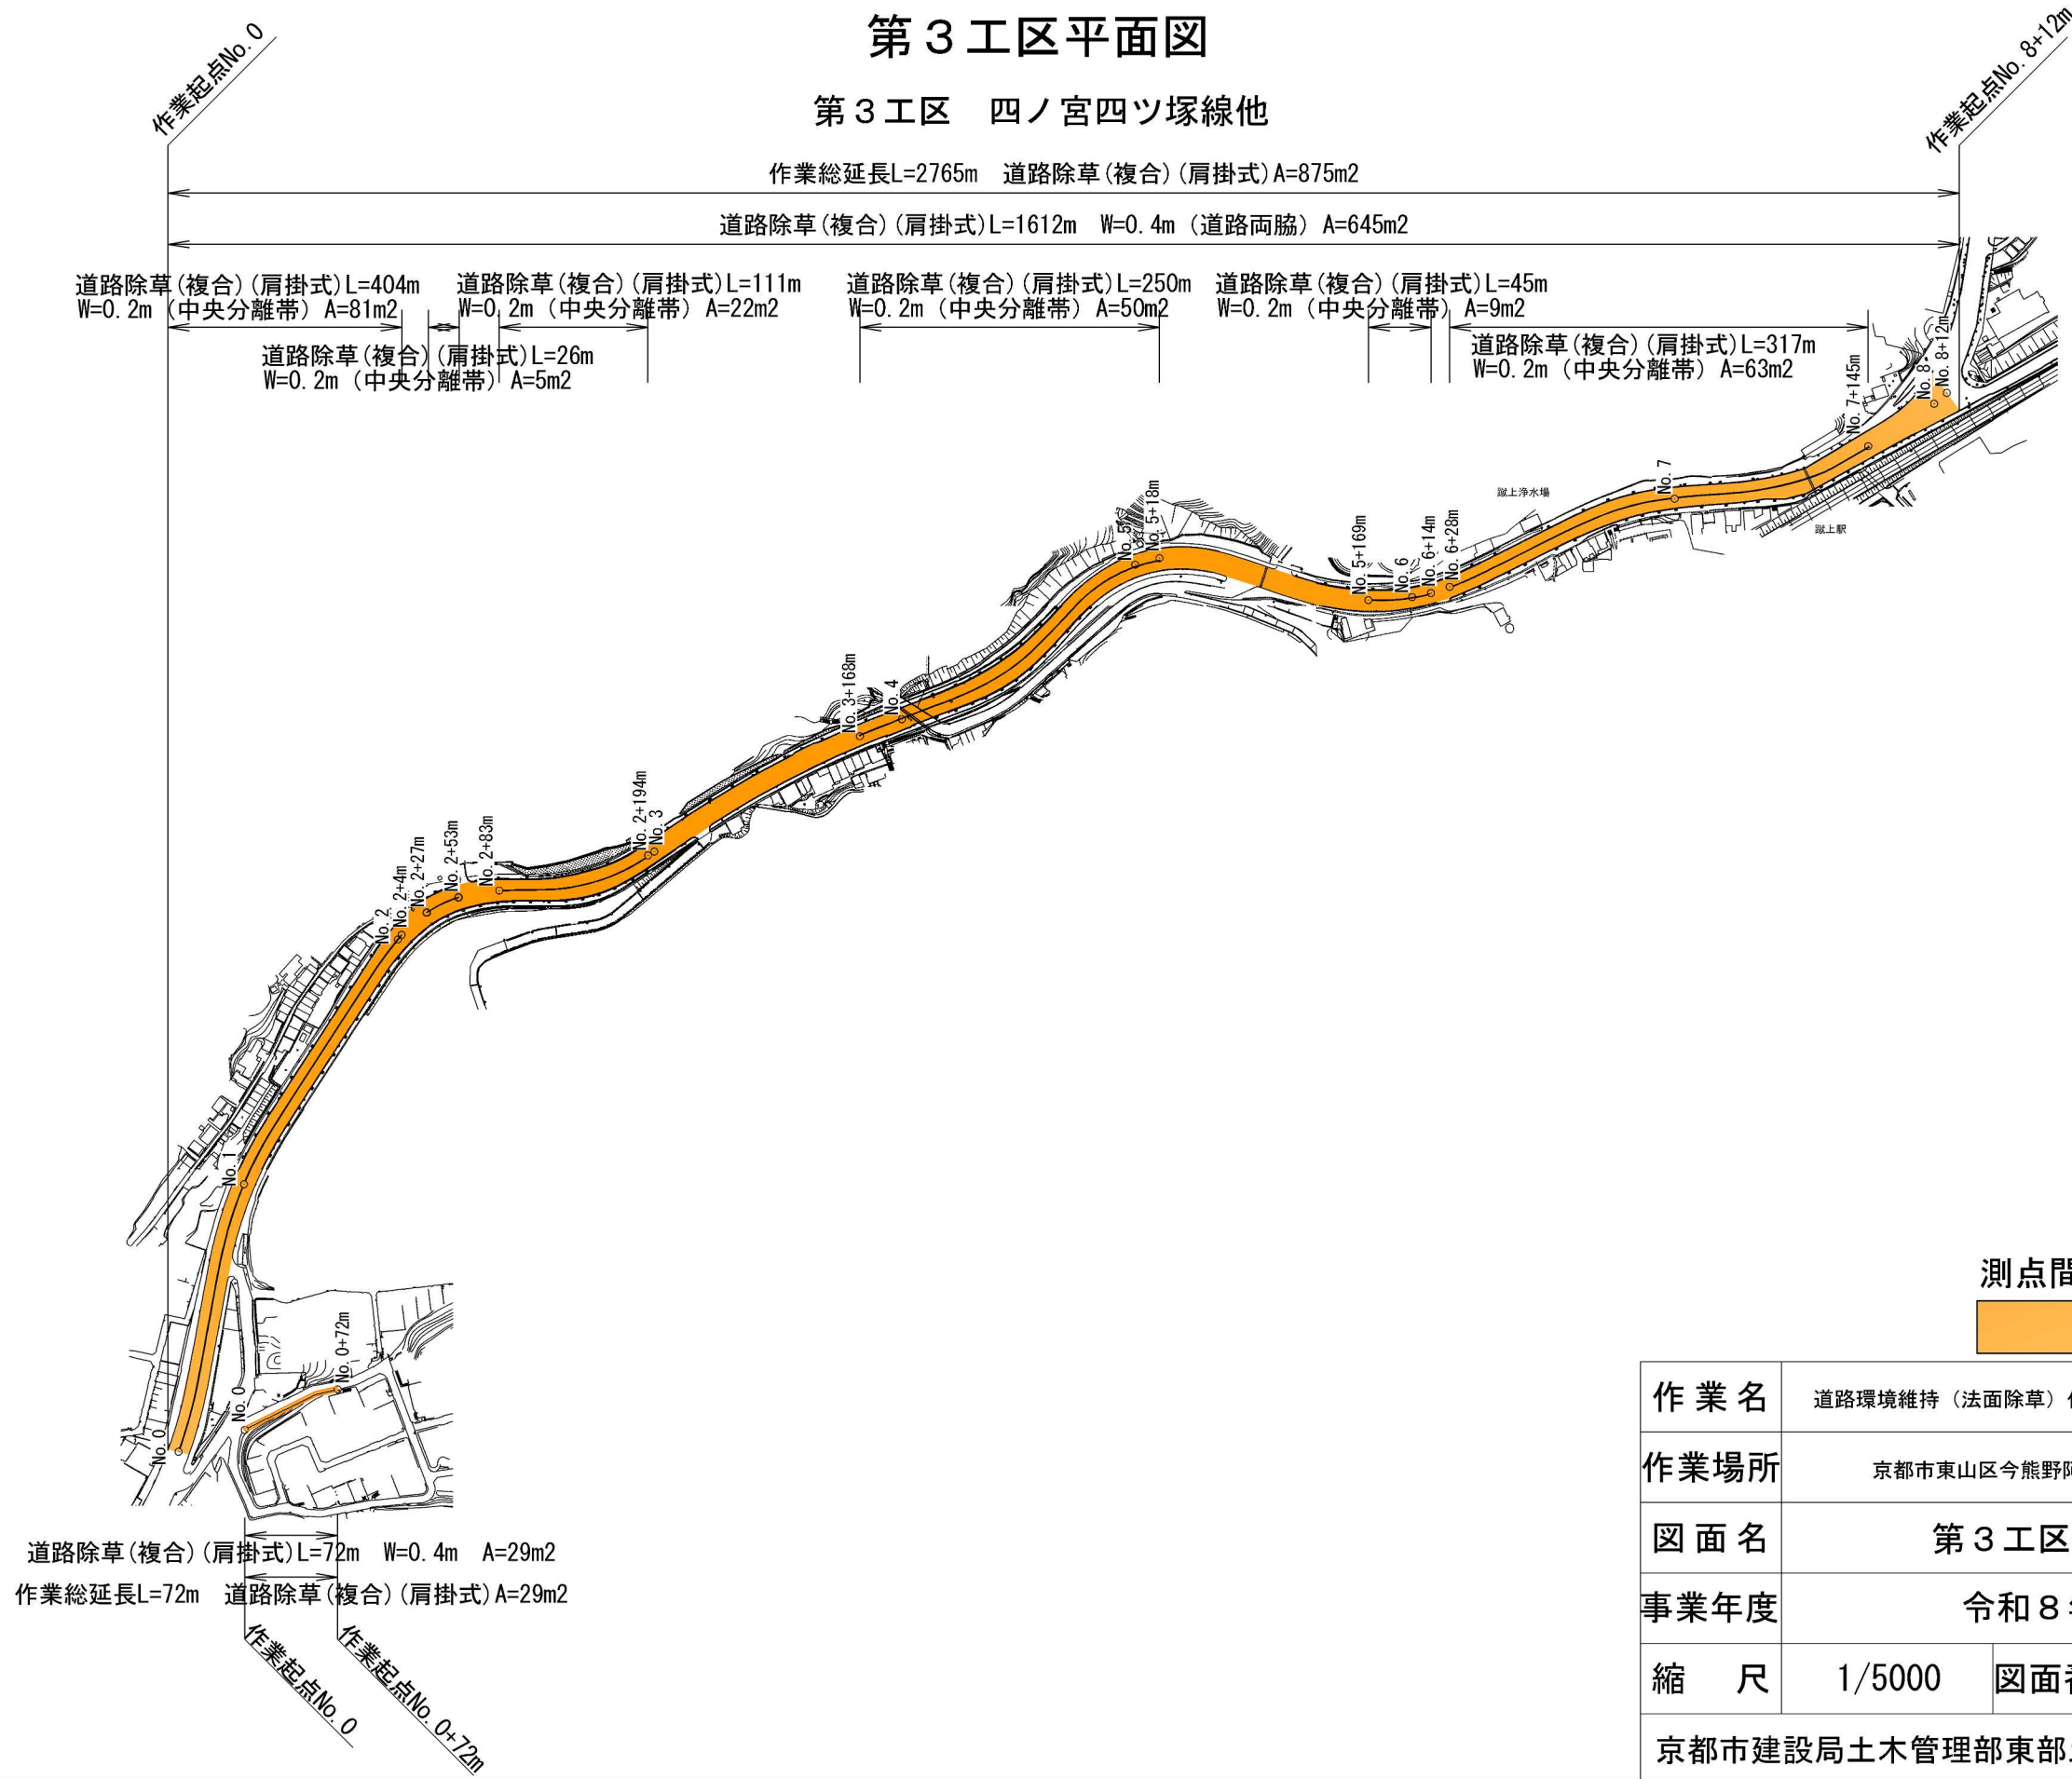 第３工区平面図
第３工区　四ノ宮四ツ塚線他
作業起点No. 0
作業起点No. 8+12m
作業総延長L=2765m　道路除草(複合)(肩掛式)A=875m2
道路除草(複合)(肩掛式)L=1612m　W=0.4m（道路両脇）A=645m2
道路除草(複合)(肩掛式)L=404m
W=0.2m（中央分離帯）A=81m2
道路除草(複合)(肩掛式)L=111m
W=0.2m（中央分離帯）A=22m2
道路除草(複合)(肩掛式)L=250m
W=0.2m（中央分離帯）A=50m2
道路除草(複合)(肩掛式)L=45m
W=0.2m（中央分離帯）A=9m2
道路除草(複合)(肩掛式)L=26m
W=0.2m（中央分離帯）A=5m2
道路除草(複合)(肩掛式)L=317m
W=0.2m（中央分離帯）A=63m2
No. 8+12m
No. 8
No. 7+145m
No. 7
蹴上浄水場
蹴上駅
No. 6+28m
No. 6+14m
No. 6
No. 5+169m
No. 5+18m
No. 5
No. 4
No. 3+168m
No. 3
No. 2+194m
No. 2+83m
No. 2+53m
No. 2+27m
No. 2+4m
No. 2
No. 1
No. 0
No. 0
No. 0+72m
道路除草(複合)(肩掛式)L=72m　W=0.4m　A=29m2
作業総延長L=72m　道路除草(複合)(肩掛式)A=29m2
作業起点No. 0
作業起点No. 0+72m
測点間
作業名　道路環境維持（法面除草）
作業場所　京都市東山区今熊野阿
図面名　第３工区
事業年度　令和８年
縮　尺　1/5000　図面番
京都市建設局土木管理部東部土